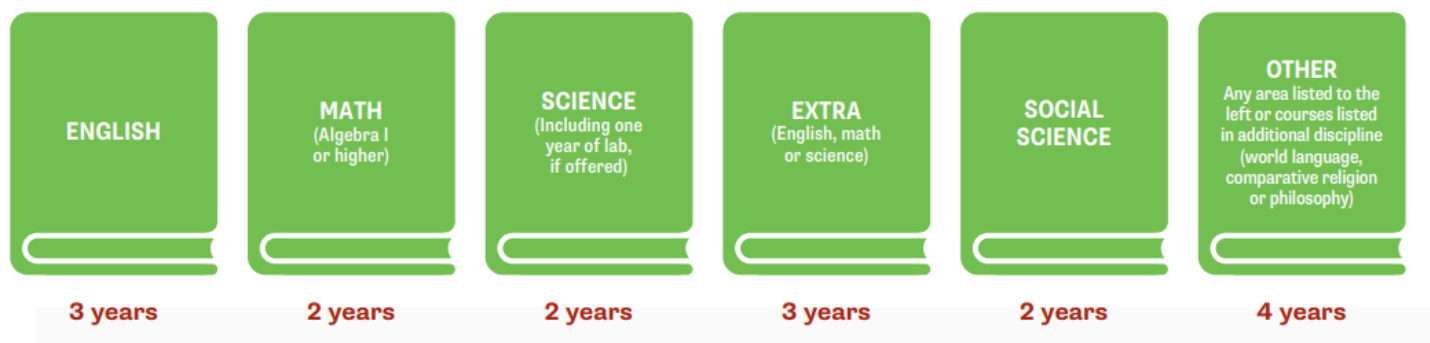 ENGLISH
3 years
MATH
(Algebra I
or higher)
2 years
SCIENCE
(Including one
year of lab,
if offered)
2 years
EXTRA
(English, math
or science)
3 years
SOCIAL
SCIENCE
2 years
OTHER
Any area listed to the
left or courses listed
in additional discipline
(world language,
comparative religion
or philosophy)
4 years